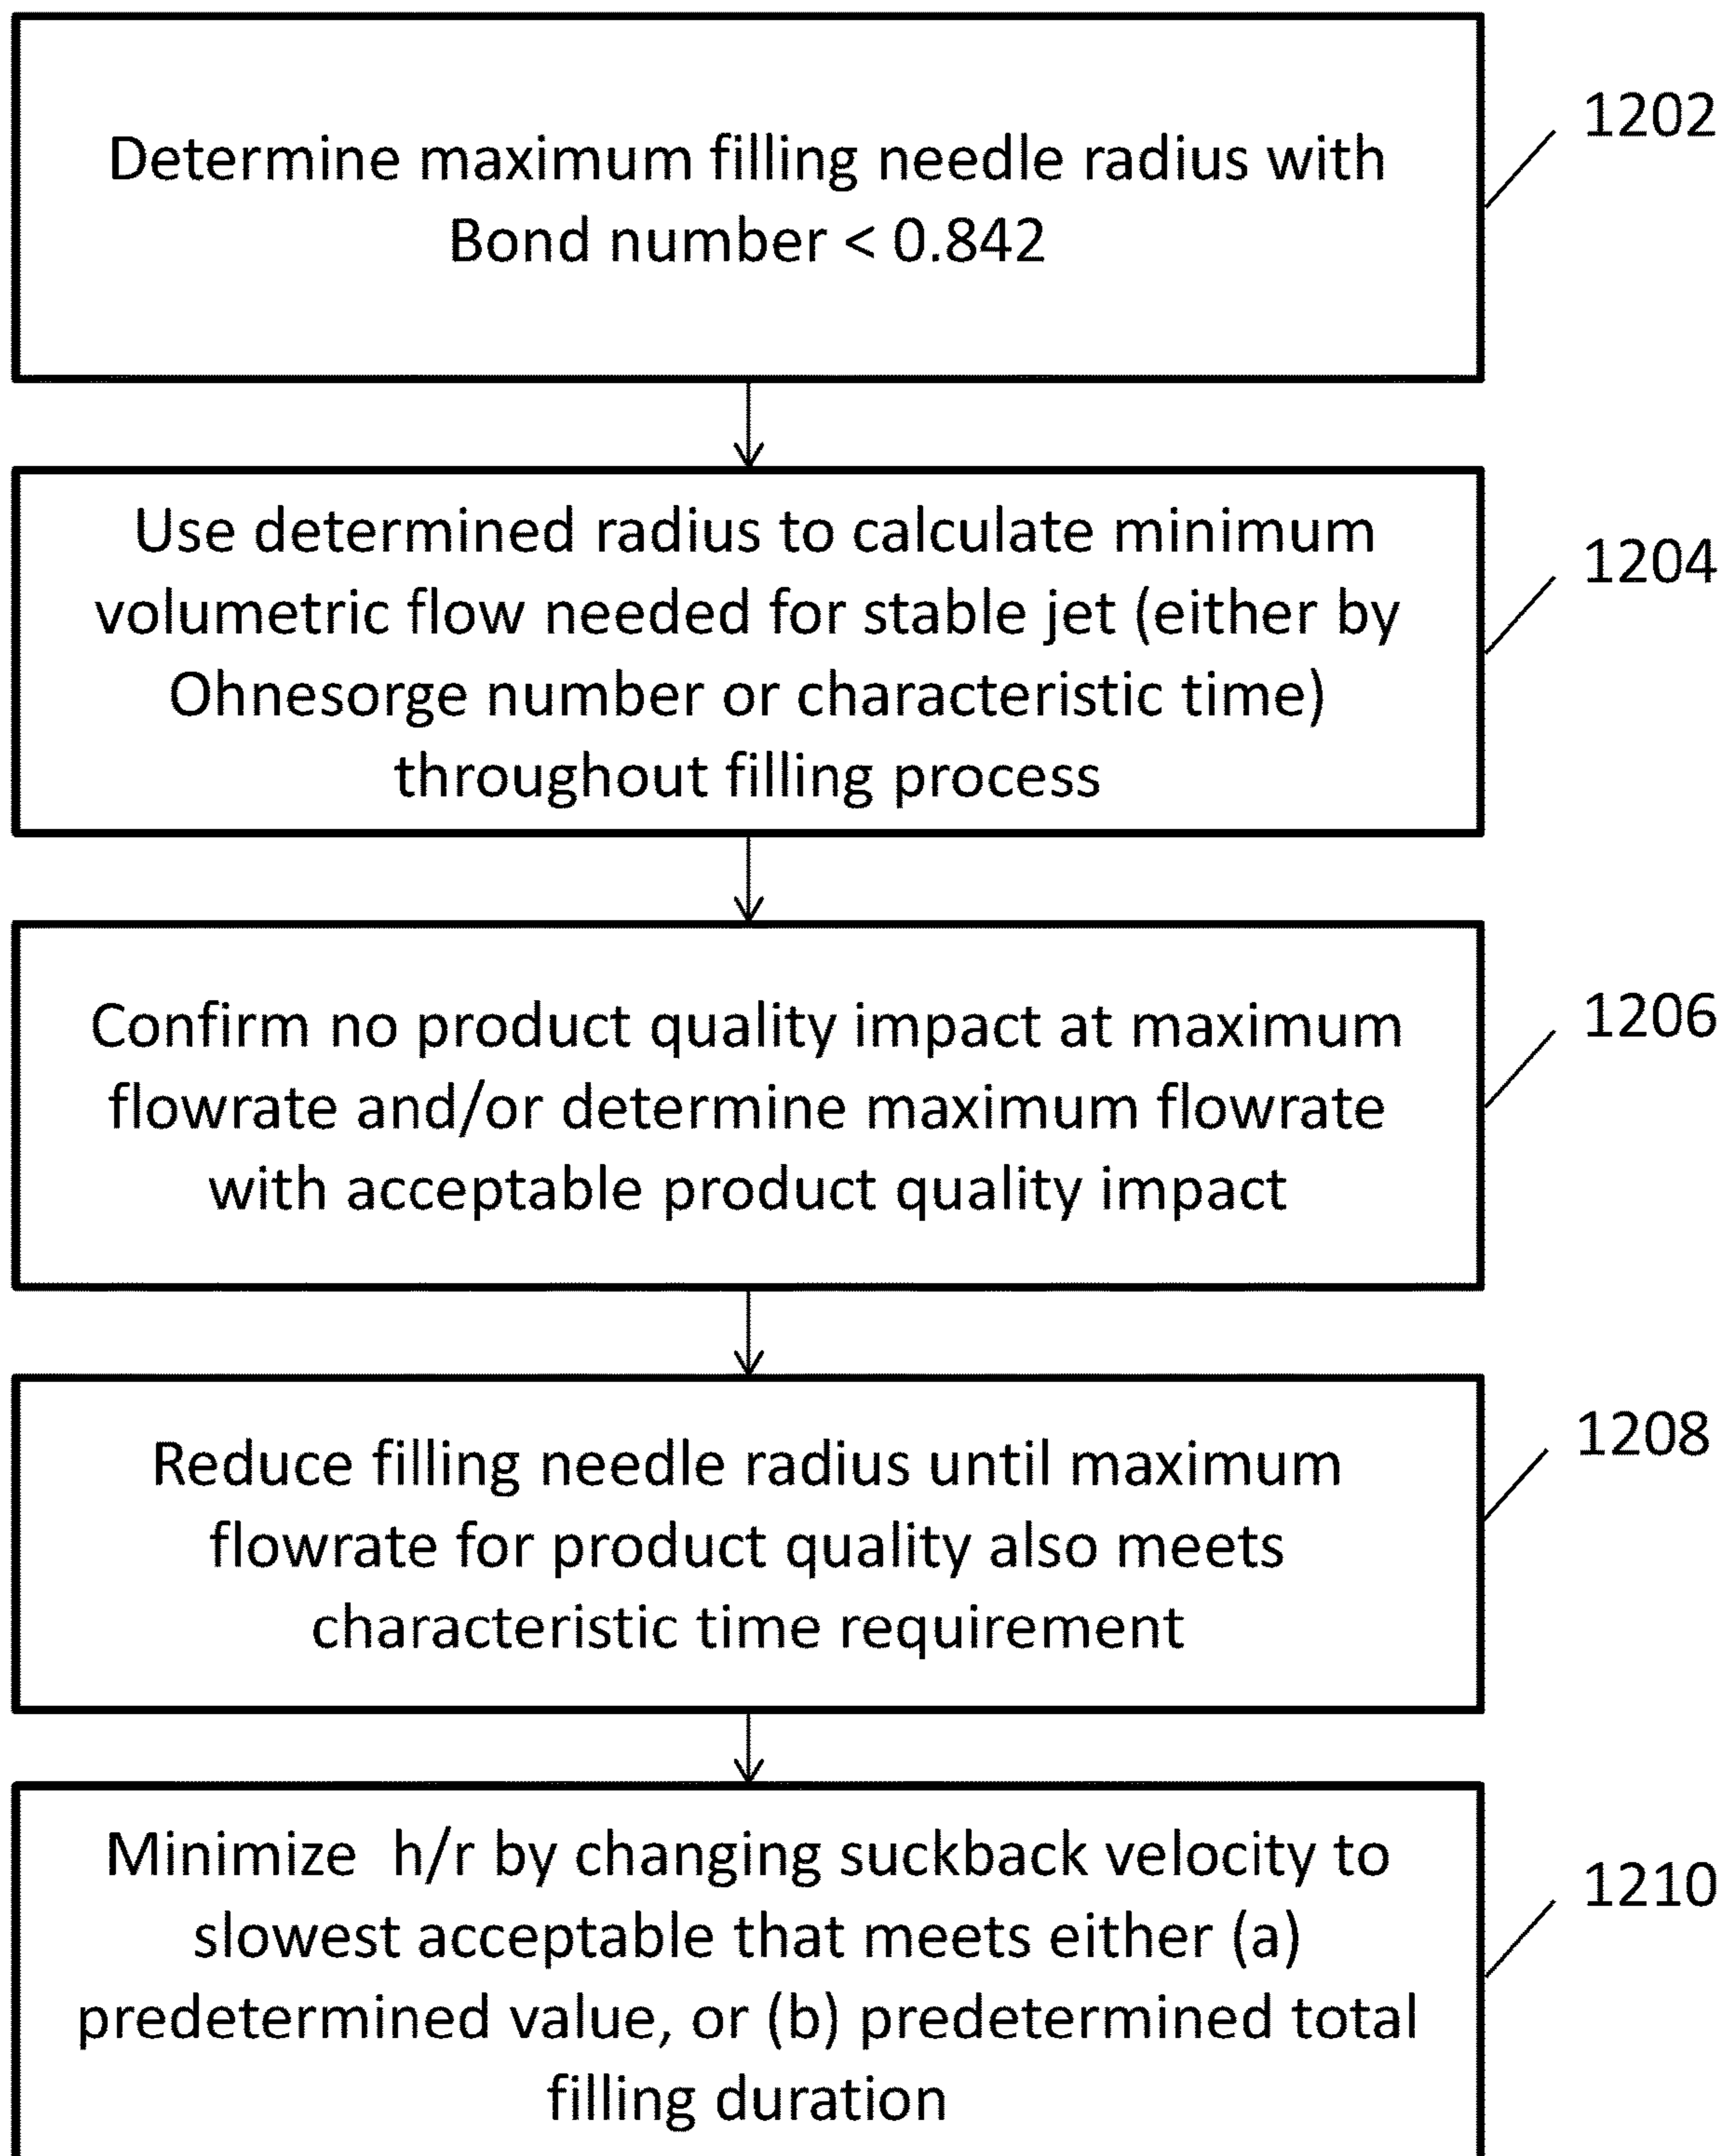 Determine maximum filling needle radius with
Bond number < 0.842
1202
Use determined radius to calculate minimum
volumetric flow needed for stable jet (either by
Ohnesorge number or characteristic time)
throughout filling process
1204
Confirm no product quality impact at maximum
flowrate and/or determine maximum flowrate
with acceptable product quality impact
1206
Reduce filling needle radius until maximum
flowrate for product quality also meets
characteristic time requirement
1208
Minimize h/r by changing suckback velocity to
slowest acceptable that meets either (a)
predetermined value, or (b) predetermined total
filling duration
1210